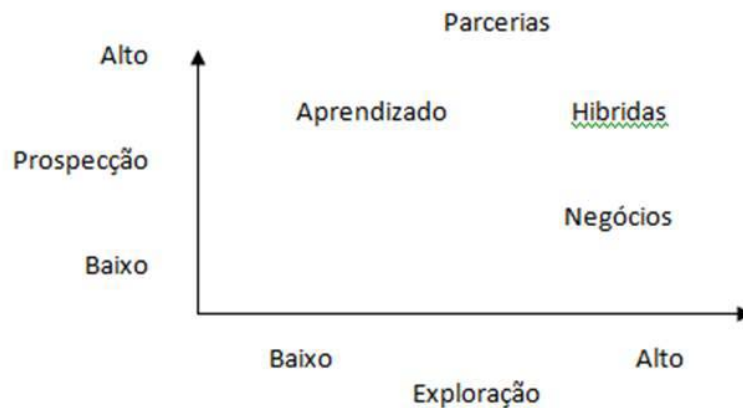 Parcerias
Alto
Aprendizado
Hibridas
Prospecção
Negócios
Baixo
Baixo
Alto
Exploração